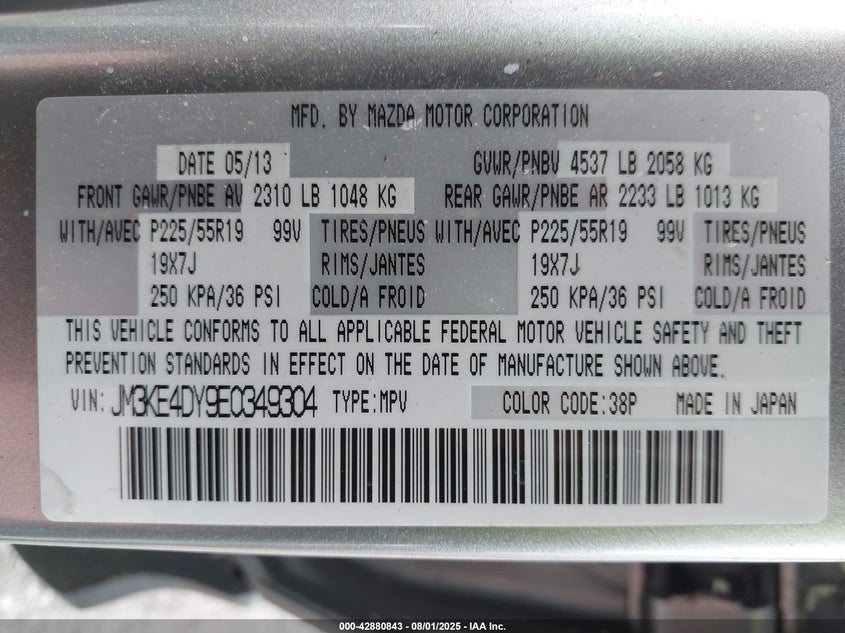 MFD. BY MAZDA MOTOR CORPORATION
DATE 05/13 GVWR/PNBV 4537 LB 2058 KG
FRONT GAWR/PNBE AV 2310 LB 1048 KG REAR GAWR/PNBE AR 2233 LB 1013 KG
WITH/AVEC P225/55R19 99V TIRES/PNEUS WITH/AVEC P225/55R19 99V TIRES/PNEUS
19X7J RIMS/JANTES 19X7J RIMS/JANTES
250 KPA/36 PSI COLD/A FROID 250 KPA/36 PSI COLD/A FROID
THIS VEHICLE CONFORMS TO ALL APPLICABLE FEDERAL MOTOR VEHICLE SAFETY AND THEFT
PREVENTION STANDARDS IN EFFECT ON THE DATE OF MANUFACTURE SHOWN ABOVE.
VIN: JM3KE4DY9E0349304 TYPE:MPV COLOR CODE:38P MADE IN JAPAN
000-42880843 - 08/01/2025 - IAA Inc.